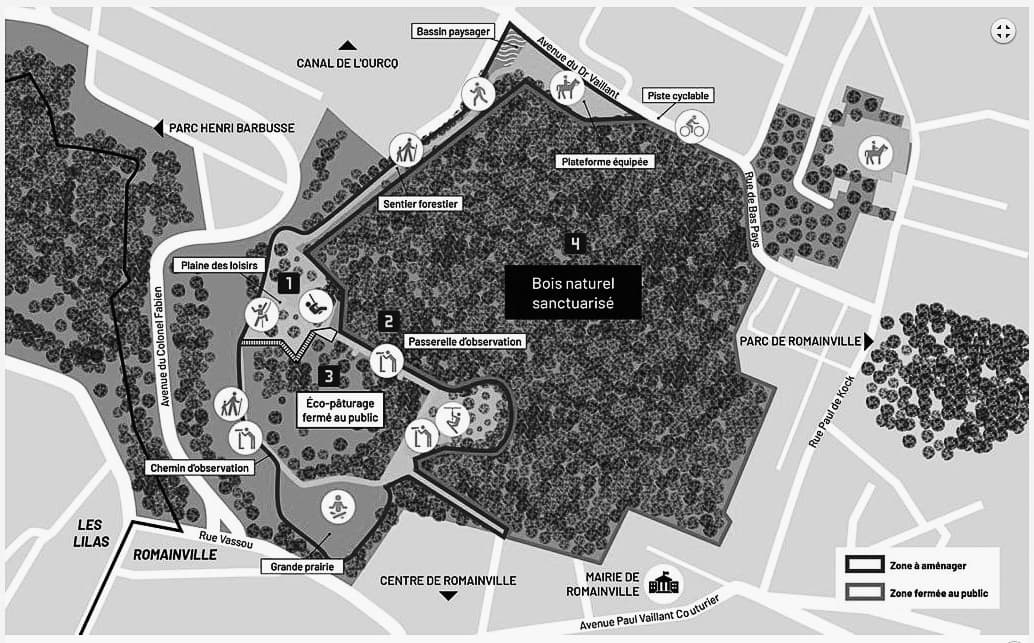 Bassin paysager
Avenue du Dr Vaillant
CANAL DE L'OURCQ
Piste cyclable
PARC HENRI BARBUSSE
Plateforme équipée
Rue de Bas Pays
Sentier forestier
4
Plaine des loisirs
1
Bois naturel
sanctuarisé
Avenue du Colonel Fabien
2
Passerelle d'observation
PARC DE ROMAINVILLE
3
Éco-pâturage
fermé au public
Rue Paul de Kock
Chemin d'observation
LES
LILAS
ROMAINVILLE
Rue Vassou
Grande prairie
CENTRE DE ROMAINVILLE
MAIRIE DE
ROMAINVILLE
Avenue Paul Vaillant Couturier
Zone à aménager
Zone fermée au public